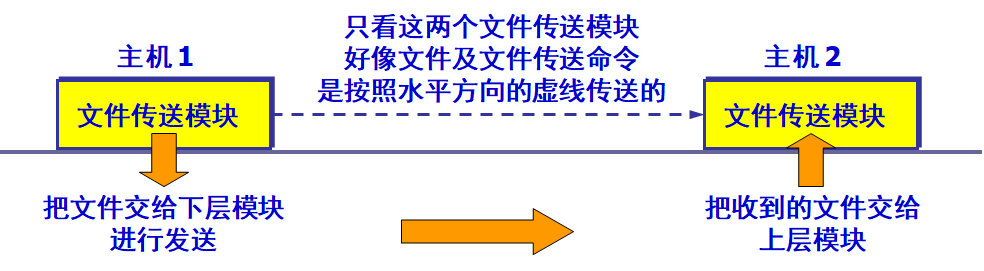 只看这两个文件传送模块
主机 1
好像文件及文件传送命令
主机 2
是按照水平方向的虚线传送的
文件传送模块
文件传送模块
把文件交给下层模块
进行发送
把收到的文件交给
上层模块